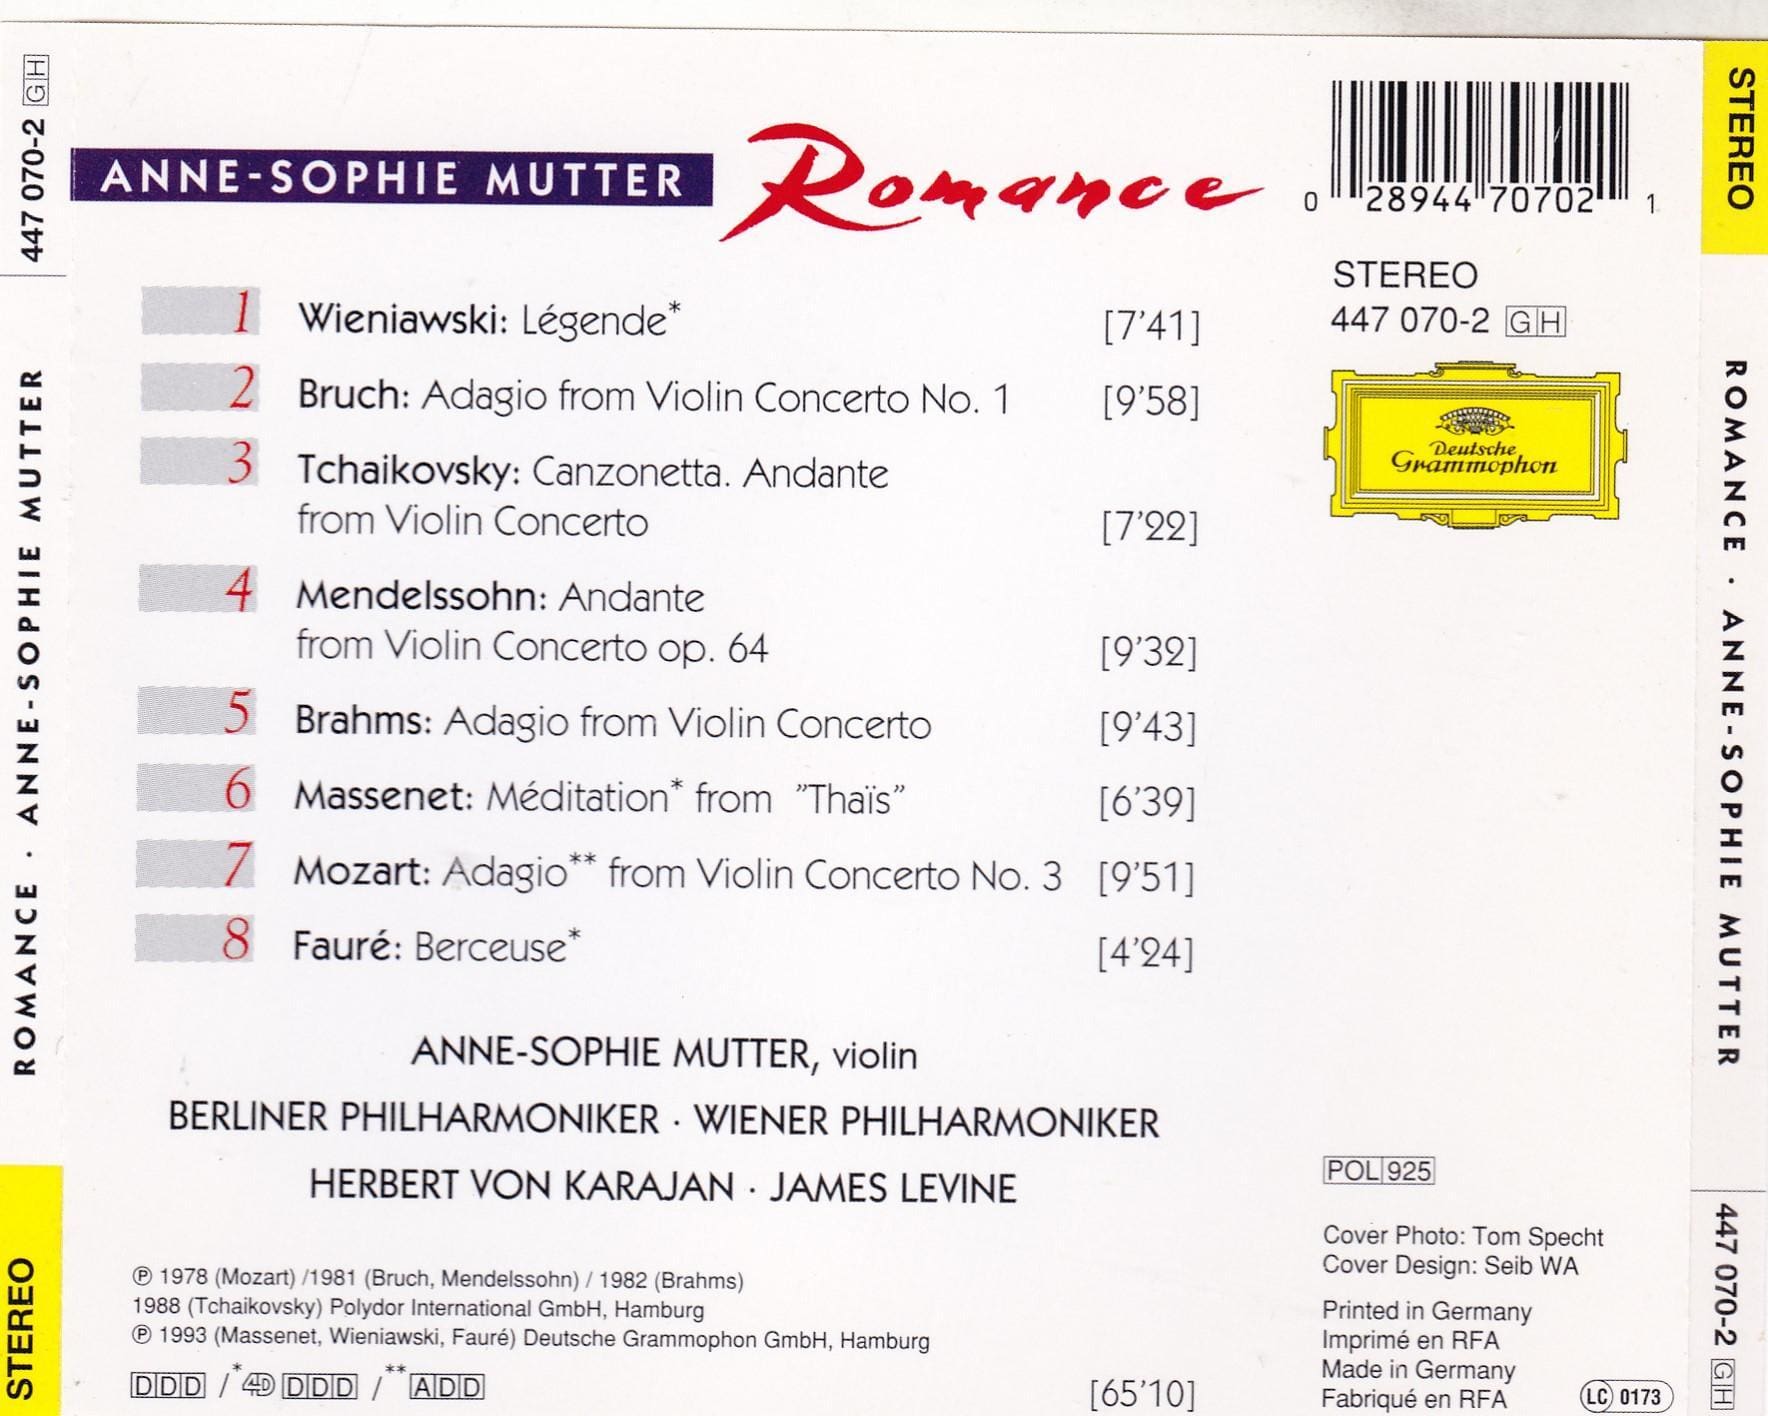 447 070-2 GH
ROMANCE · ANNE-SOPHIE MUTTER
STEREO
ANNE-SOPHIE MUTTER Romance
0 28944 70702 1
STEREO
447 070-2 GH
Deutsche
Grammophon
1 Wieniawski: Légende* [7'41]
2 Bruch: Adagio from Violin Concerto No. 1 [9'58]
3 Tchaikovsky: Canzonetta. Andante
from Violin Concerto [7'22]
4 Mendelssohn: Andante
from Violin Concerto op. 64 [9'32]
5 Brahms: Adagio from Violin Concerto [9'43]
6 Massenet: Méditation* from ”Thaïs” [6'39]
7 Mozart: Adagio** from Violin Concerto No. 3 [9'51]
8 Fauré: Berceuse* [4'24]
ANNE-SOPHIE MUTTER, violin
BERLINER PHILHARMONIKER · WIENER PHILHARMONIKER
HERBERT VON KARAJAN · JAMES LEVINE
℗ 1978 (Mozart) /1981 (Bruch, Mendelssohn) / 1982 (Brahms)
1988 (Tchaikovsky) Polydor International GmbH, Hamburg
℗ 1993 (Massenet, Wieniawski, Fauré) Deutsche Grammophon GmbH, Hamburg
DDD / *4D DDD / **ADD [65'10]
POL 925
Cover Photo: Tom Specht
Cover Design: Seib WA
Printed in Germany
Imprimé en RFA
Made in Germany
Fabriqué en RFA
LC 0173
STEREO
ROMANCE · ANNE-SOPHIE MUTTER
447 070-2 GH